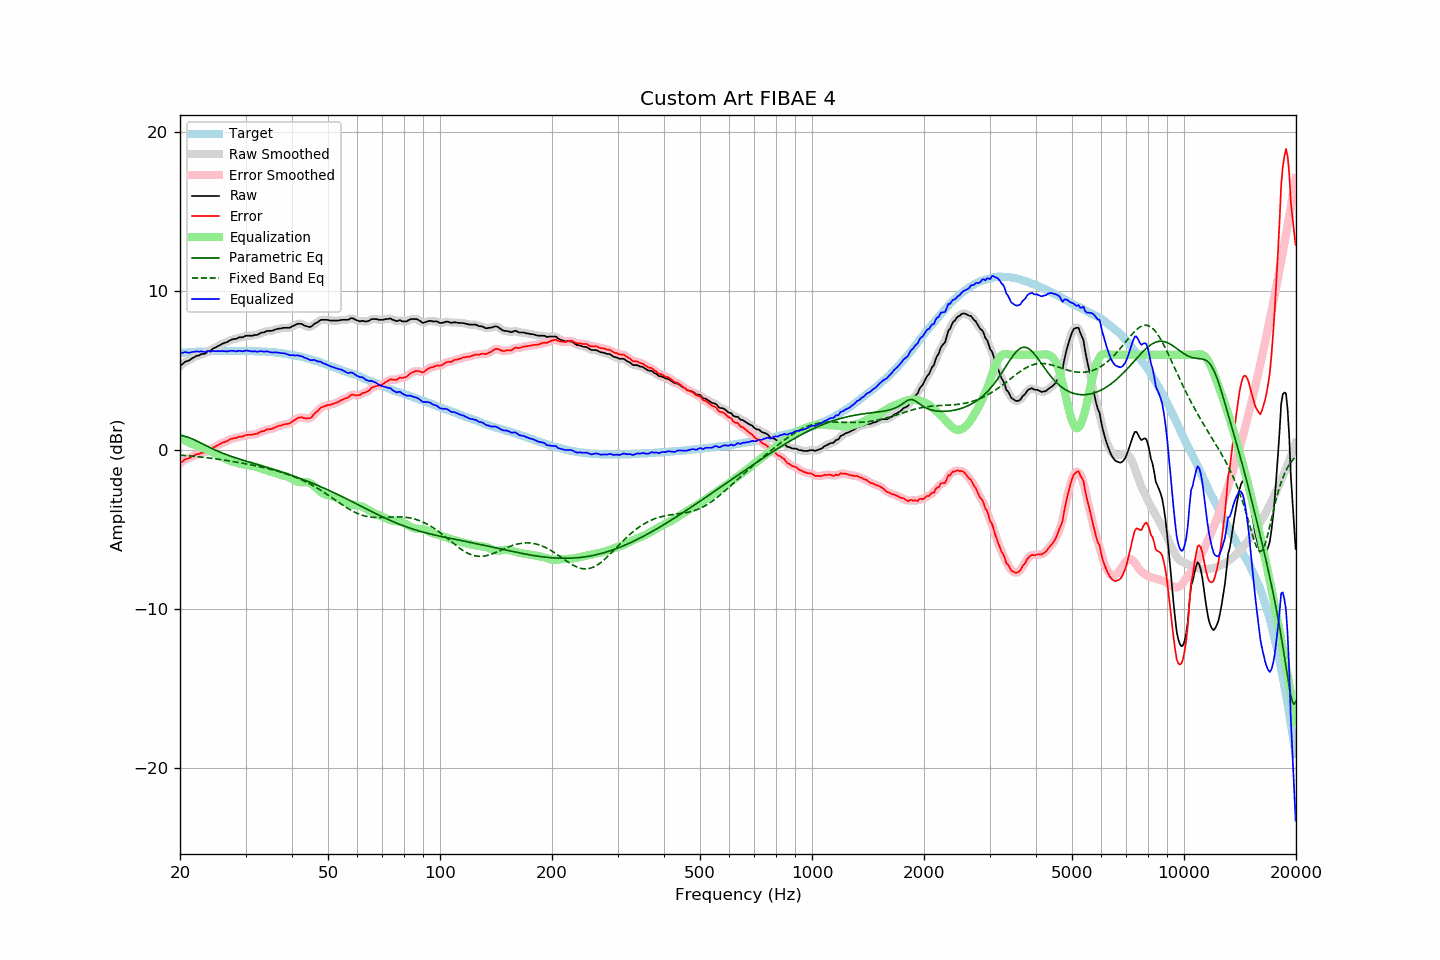 Custom Art FIBAE 4
Target
Raw Smoothed
Error Smoothed
Raw
Error
Equalization
Parametric Eq
Fixed Band Eq
Equalized
20
10
0
−10
−20
Amplitude (dBr)
20
50
100
200
500
1000
2000
5000
10000
20000
Frequency (Hz)